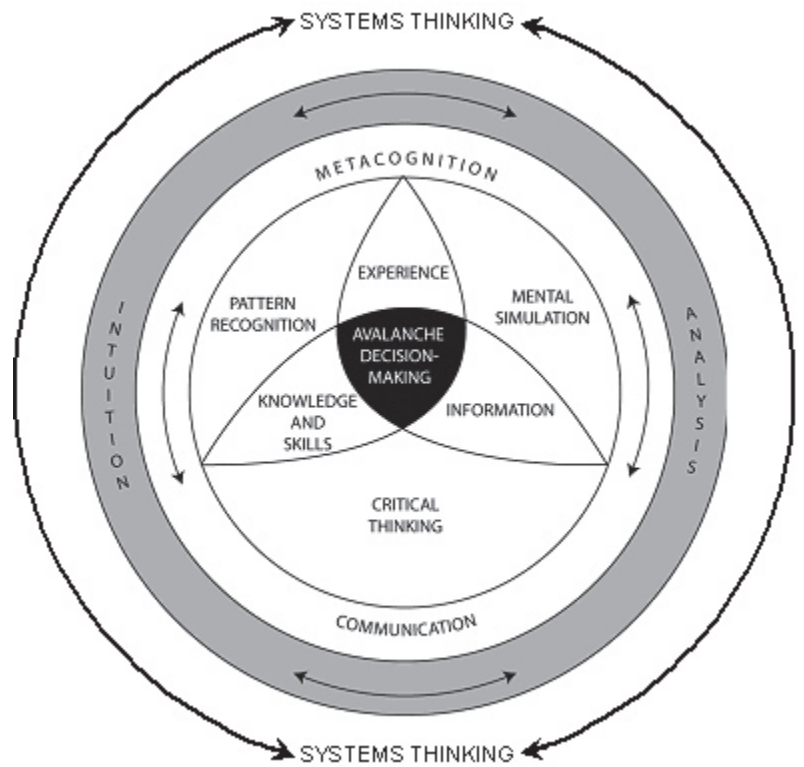 SYSTEMS THINKING
METACOGNITION
EXPERIENCE
PATTERN
RECOGNITION
MENTAL
SIMULATION
INTUITION
ANALYSIS
AVALANCHE
DECISION-
MAKING
KNOWLEDGE
AND
SKILLS
INFORMATION
CRITICAL
THINKING
COMMUNICATION
SYSTEMS THINKING